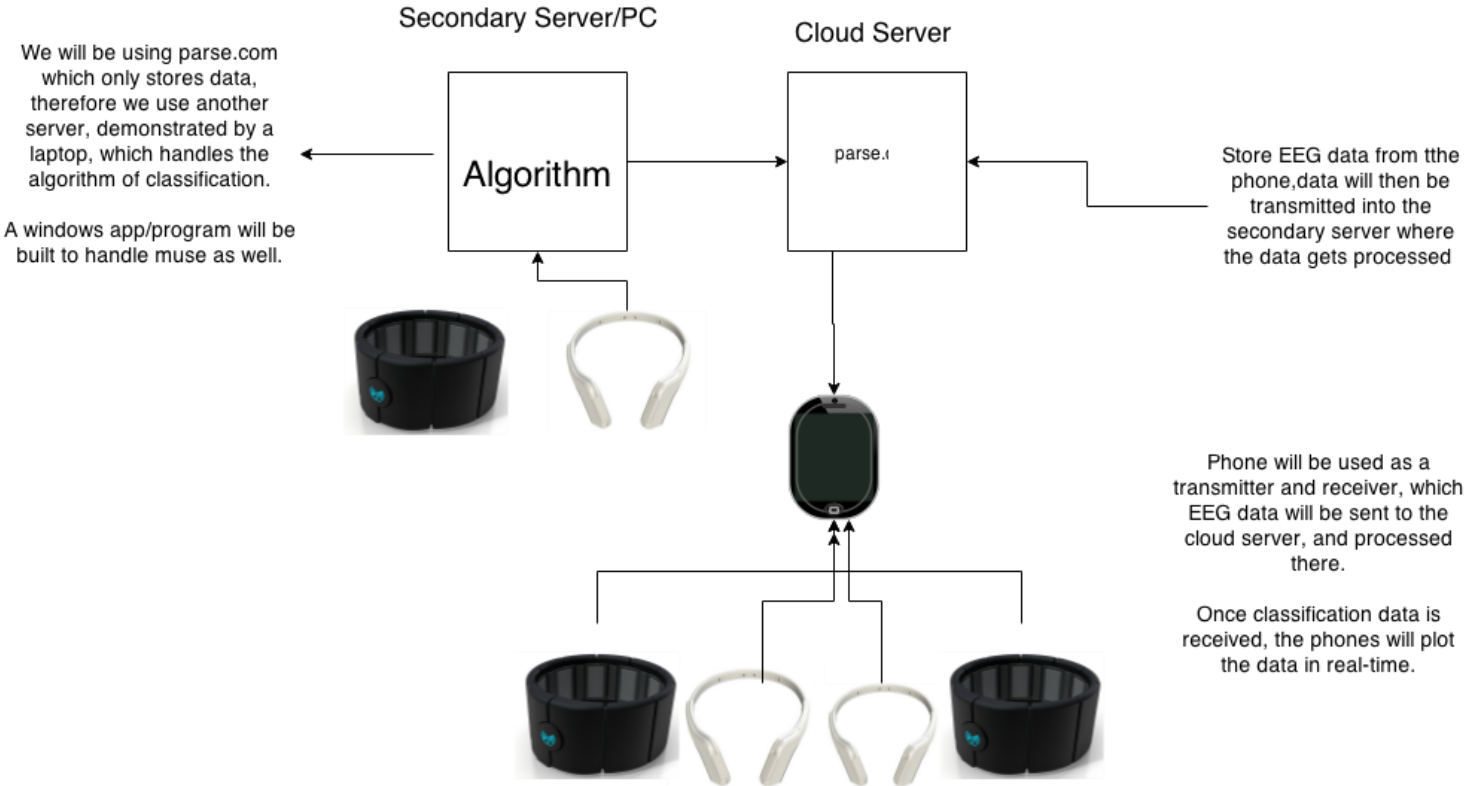 Secondary Server/PC
Cloud Server
We will be using parse.com
which only stores data,
therefore we use another
server, demonstrated by a
laptop, which handles the
algorithm of classification.
A windows app/program will be
built to handle muse as well.
Algorithm
parse.c
Store EEG data from tthe
phone,data will then be
transmitted into the
secondary server where
the data gets processed
Phone will be used as a
transmitter and receiver, which
EEG data will be sent to the
cloud server, and processed
there.
Once classification data is
received, the phones will plot
the data in real-time.